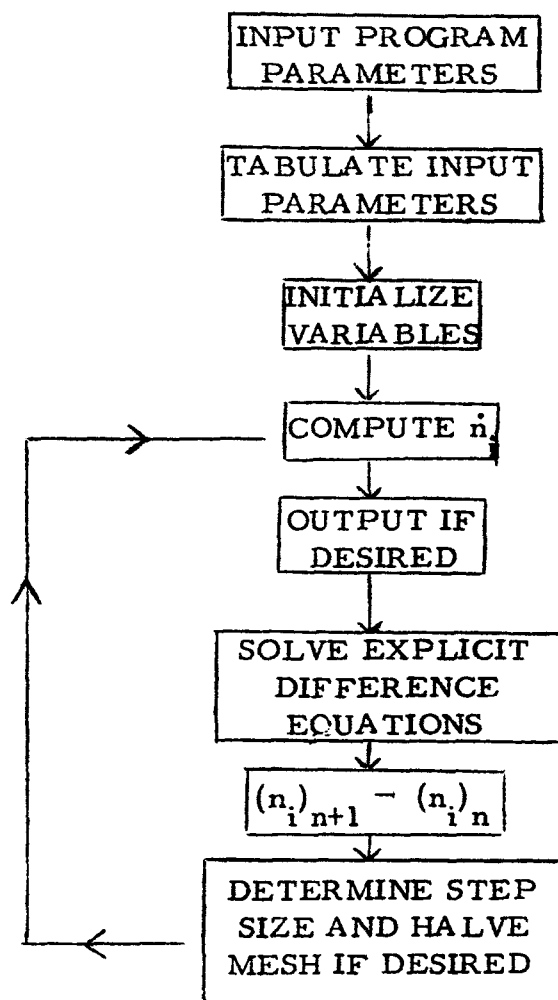 INPUT PROGRAM
PARAMETERS
TABULATE INPUT
PARAMETERS
INITIALIZE
VARIABLES
COMPUTE ṅᵢ
OUTPUT IF
DESIRED
SOLVE EXPLICIT
DIFFERENCE
EQUATIONS
(nᵢ)ₙ₊₁ - (nᵢ)ₙ
DETERMINE STEP
SIZE AND HALVE
MESH IF DESIRED